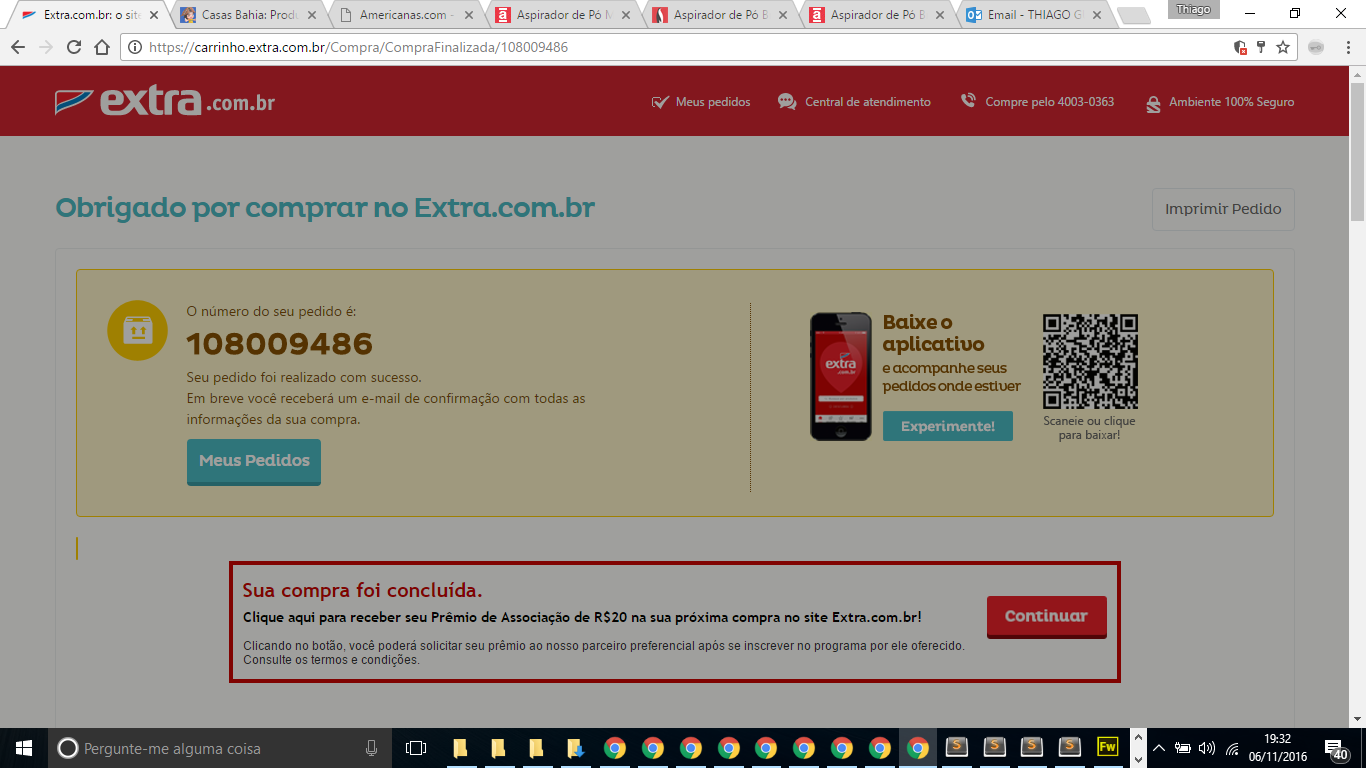 Extra.com.br: o site
Casas Bahia: Produ
Americanas.com -
Aspirador de Pó M
Aspirador de Pó B
Aspirador de Pó B
Email - THIAGO G
Thiago
https://carrinho.extra.com.br/Compra/CompraFinalizada/108009486
extra.com.br
Meus pedidos
Central de atendimento
Compre pelo 4003-0363
Ambiente 100% Seguro
Obrigado por comprar no Extra.com.br
Imprimir Pedido
O número do seu pedido é:
108009486
Seu pedido foi realizado com sucesso.
Em breve você receberá um e-mail de confirmação com todas as
informações da sua compra.
Meus Pedidos
extra
.com.br
Baixe o
aplicativo
e acompanhe seus
pedidos onde estiver
Experimente!
Scaneie ou clique
para baixar!
Sua compra foi concluída.
Clique aqui para receber seu Prêmio de Associação de R$20 na sua próxima compra no site Extra.com.br!
Clicando no botão, você poderá solicitar seu prêmio ao nosso parceiro preferencial após se inscrever no programa por ele oferecido.
Consulte os termos e condições.
Continuar
Pergunte-me alguma coisa
Fw
19:32
06/11/2016
40